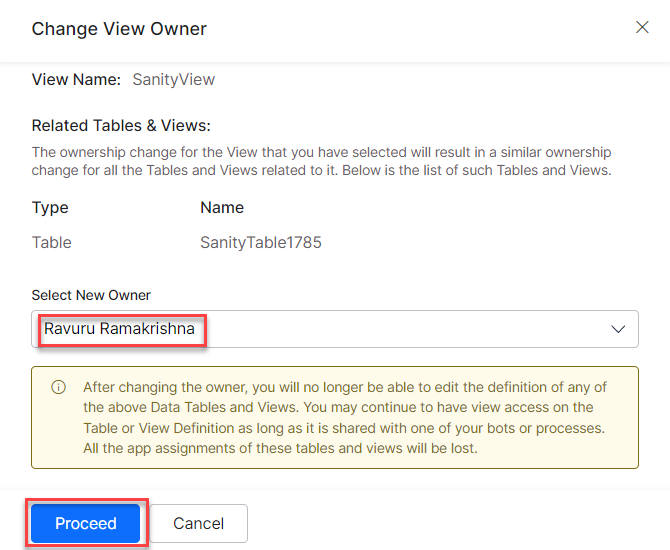 Change View Owner
View Name: SanityView
Related Tables & Views:
The ownership change for the View that you have selected will result in a similar ownership
change for all the Tables and Views related to it. Below is the list of such Tables and Views.
Type Name
Table SanityTable1785
Select New Owner
Ravuru Ramakrishna
After changing the owner, you will no longer be able to edit the definition of any of
the above Data Tables and Views. You may continue to have view access on the
Table or View Definition as long as it is shared with one of your bots or processes.
All the app assignments of these tables and views will be lost.
Proceed Cancel